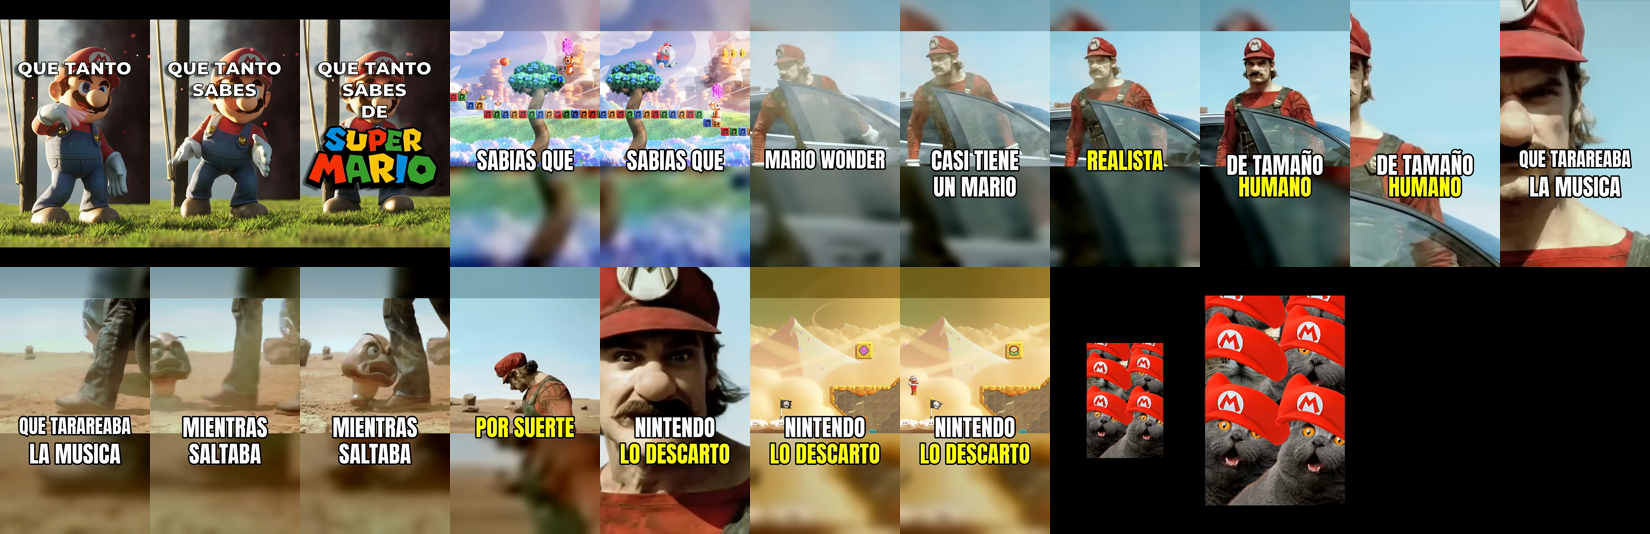 QUE TANTO
QUE TANTO
SABES
QUE TANTO
SABES
DE
SUPER
MARIO
SABIAS QUE
SABIAS QUE
MARIO WONDER
CASI TIENE
UN MARIO
REALISTA
DE TAMAÑO
HUMANO
DE TAMAÑO
HUMANO
QUE TARAREABA
LA MUSICA
QUE TARAREABA
LA MUSICA
MIENTRAS
SALTABA
MIENTRAS
SALTABA
POR SUERTE
NINTENDO
LO DESCARTO
NINTENDO
LO DESCARTO
NINTENDO
LO DESCARTO